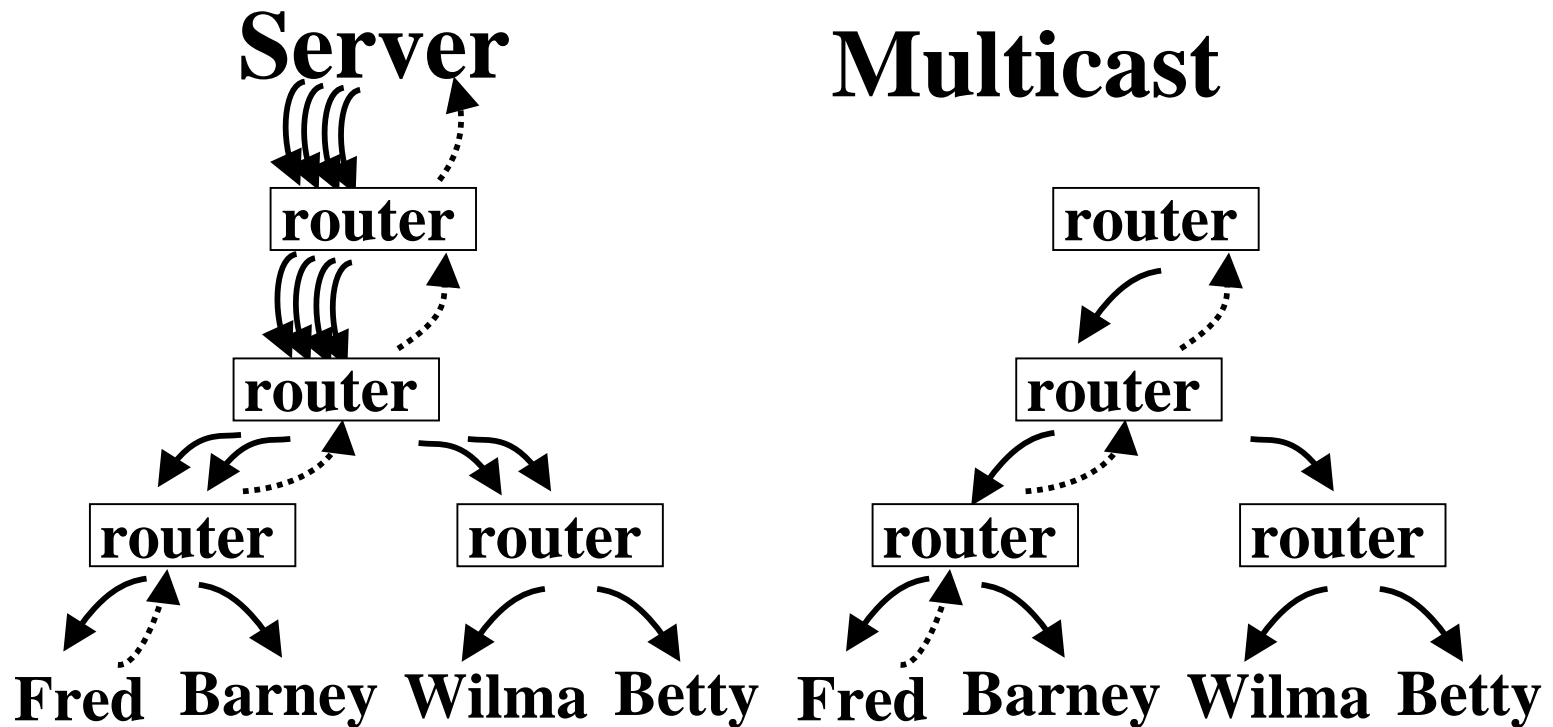 Server
Multicast
router
router
router
router
router
router
router
router
Fred Barney Wilma Betty
Fred Barney Wilma Betty